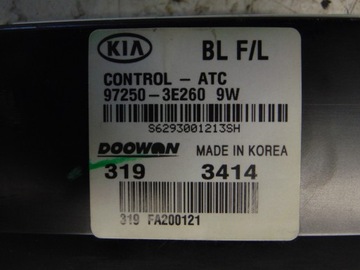 KIA BL F/L
CONTROL - ATC
97250-3E260 9W
S6293001213SH
DOOWON MADE IN KOREA
319 3414
319 FA200121